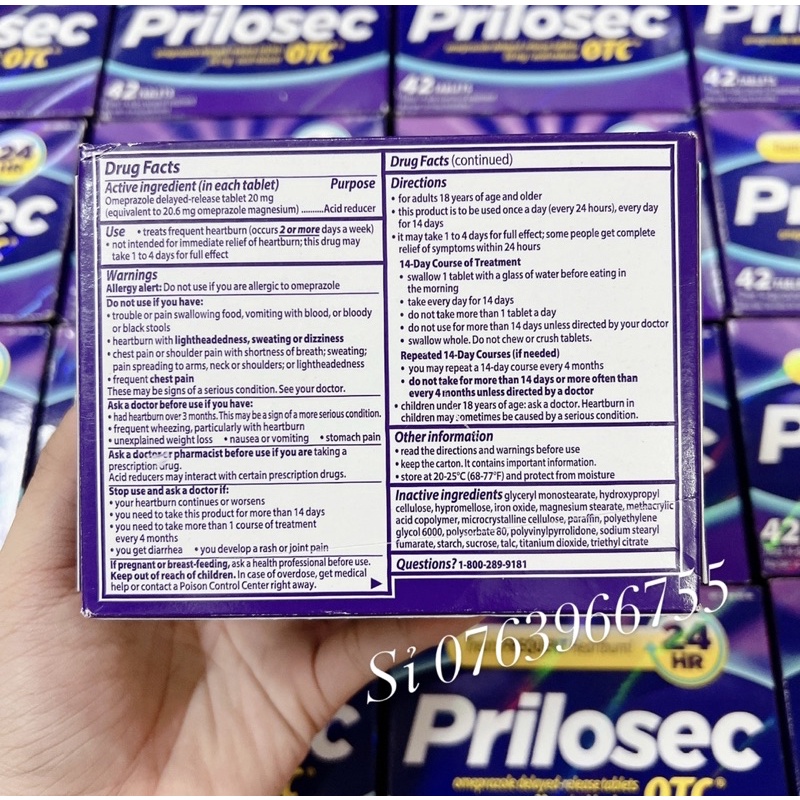 Prilosec
OTC
42 TABLETS
Prilosec
OTC
42 TABLETS
Prilosec
OTC
42 TABLETS
24
HR
Drug Facts
Active ingredient (in each tablet) Purpose
Omeprazole delayed-release tablet 20 mg
(equivalent to 20.6 mg omeprazole magnesium) ..........Acid reducer
Use • treats frequent heartburn (occurs 2 or more days a week)
• not intended for immediate relief of heartburn; this drug may
take 1 to 4 days for full effect
Warnings
Allergy alert: Do not use if you are allergic to omeprazole
Do not use if you have:
• trouble or pain swallowing food, vomiting with blood, or bloody
or black stools
• heartburn with lightheadedness, sweating or dizziness
• chest pain or shoulder pain with shortness of breath; sweating;
pain spreading to arms, neck or shoulders; or lightheadedness
• frequent chest pain
These may be signs of a serious condition. See your doctor.
Ask a doctor before use if you have:
• had heartburn over 3 months. This may be a sign of a more serious condition.
• frequent wheezing, particularly with heartburn
• unexplained weight loss • nausea or vomiting • stomach pain
Ask a doctor or pharmacist before use if you are taking a
prescription drug.
Acid reducers may interact with certain prescription drugs.
Stop use and ask a doctor if:
• your heartburn continues or worsens
• you need to take this product for more than 14 days
• you need to take more than 1 course of treatment
every 4 months
• you get diarrhea • you develop a rash or joint pain
If pregnant or breast-feeding, ask a health professional before use.
Keep out of reach of children. In case of overdose, get medical
help or contact a Poison Control Center right away.
Drug Facts (continued)
Directions
• for adults 18 years of age and older
• this product is to be used once a day (every 24 hours), every day
for 14 days
• it may take 1 to 4 days for full effect; some people get complete
relief of symptoms within 24 hours
14-Day Course of Treatment
• swallow 1 tablet with a glass of water before eating in
the morning
• take every day for 14 days
• do not take more than 1 tablet a day
• do not use for more than 14 days unless directed by your doctor
• swallow whole. Do not chew or crush tablets.
Repeated 14-Day Courses (if needed)
• you may repeat a 14-day course every 4 months
• do not take for more than 14 days or more often than
every 4 months unless directed by a doctor
• children under 18 years of age: ask a doctor. Heartburn in
children may sometimes be caused by a serious condition.
Other information
• read the directions and warnings before use
• keep the carton. It contains important information.
• store at 20-25°C (68-77°F) and protect from moisture
Inactive ingredients glyceryl monostearate, hydroxypropyl
cellulose, hypromellose, iron oxide, magnesium stearate, methacrylic
acid copolymer, microcrystalline cellulose, paraffin, polyethylene
glycol 6000, polysorbate 80, polyvinylpyrrolidone, sodium stearyl
fumarate, starch, sucrose, talc, titanium dioxide, triethyl citrate
Questions? 1-800-289-9181
42 TABLETS
Sỉ 0763966755
24
HR
Prilosec
omeprazole delayed-release tablets
OTC